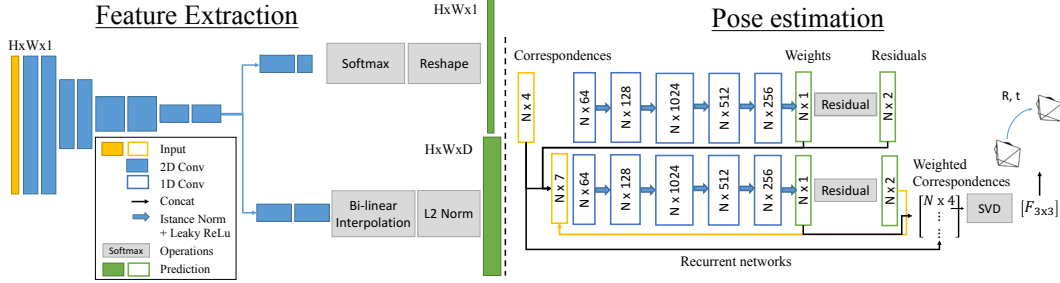 Feature Extraction
HxWx1
HxWx1
Softmax
Reshape
HxWxD
Bi-linear
Interpolation
L2 Norm
Input
2D Conv
1D Conv
Concat
Istance Norm
+ Leaky ReLu
Softmax
Operations
Prediction
Pose estimation
Correspondences
Weights
Residuals
N x 4
N x 64
N x 128
N x 1024
N x 512
N x 256
N x 1
Residual
N x 2
N x 7
N x 64
N x 128
N x 1024
N x 512
N x 256
N x 1
Residual
N x 2
Recurrent networks
Weighted
Correspondences
[N x 4]
SVD
[F3x3]
R, t